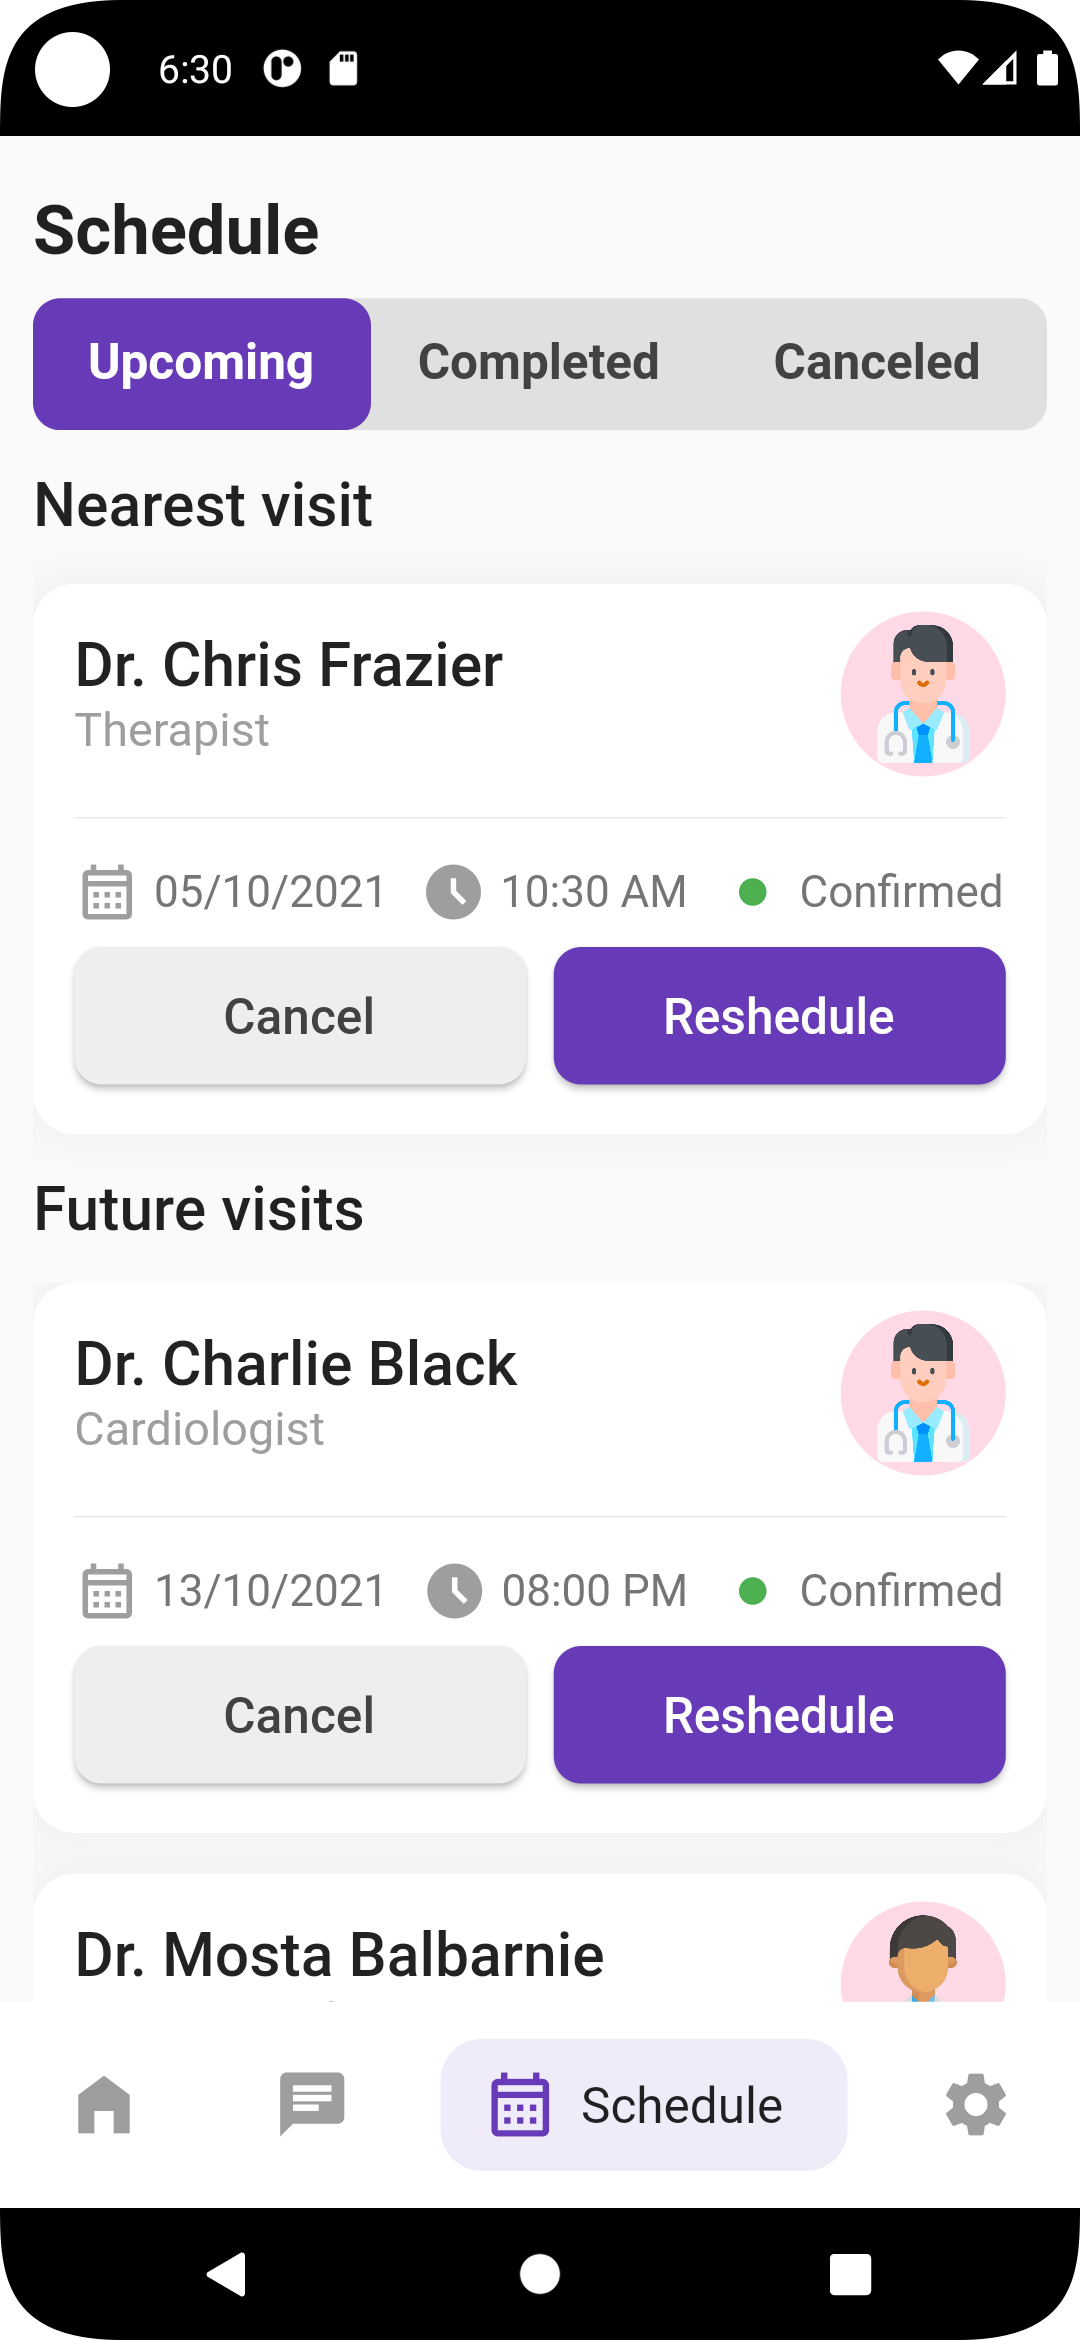 6:30
Schedule
Upcoming Completed Canceled
Nearest visit
Dr. Chris Frazier
Therapist
05/10/2021 10:30 AM Confirmed
Cancel Reshedule
Future visits
Dr. Charlie Black
Cardiologist
13/10/2021 08:00 PM Confirmed
Cancel Reshedule
Dr. Mosta Balbarnie
Schedule